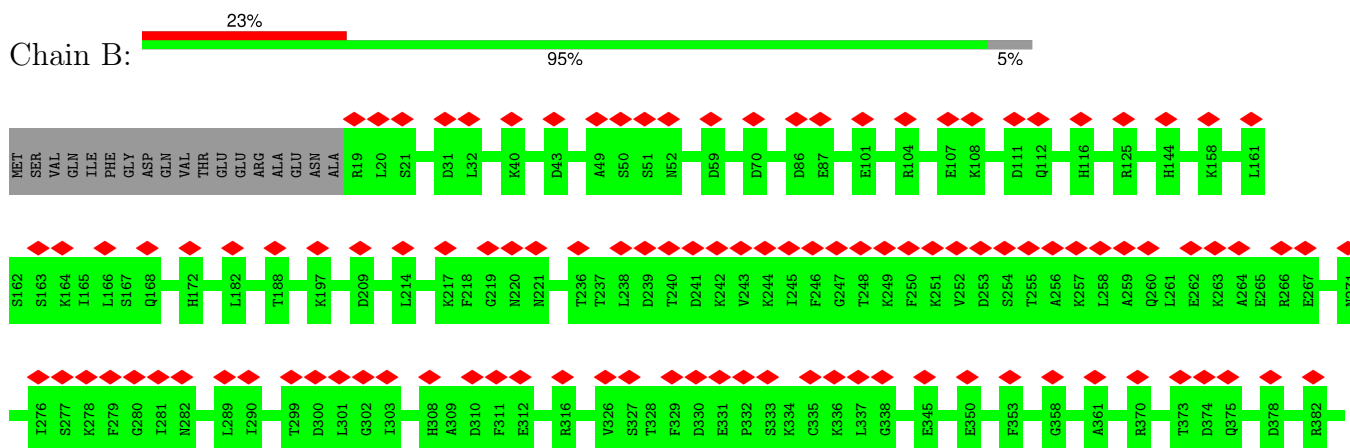 23%
Chain B:
95% 5%
MET SER VAL GLN ILE PHE GLY ASP GLN VAL THR GLU GLU ARG ALA GLU ASN ALA R19 L20 S21 D31 L32 K40 D43 A49 S50 S51 N52 D59 D70 D86 E87 E101 R104 E107 K108 D111 Q112 H116 R125 H144 K158 L161
S162 S163 K164 I165 L166 S167 Q168 H172 L182 T188 K197 D209 L214 K217 F218 G219 N220 N221 T236 T237 L238 D239 T240 D241 K242 V243 K244 I245 F246 G247 T248 K249 F250 K251 V252 D253 S254 T255 A256 K257 L258 A259 Q260 L261 E262 K263 A264 E265 R266 E267
I276 S277 K278 F279 G280 I281 N282 L289 I290 T299 D300 L301 G302 I303 H308 A309 D310 F311 E312 R316 V326 S327 T328 F329 D330 E331 P332 S333 K334 C335 K336 L337 G338 E345 E350 F353 G358 A361 R370 T373 D374 Q375 D378 R382